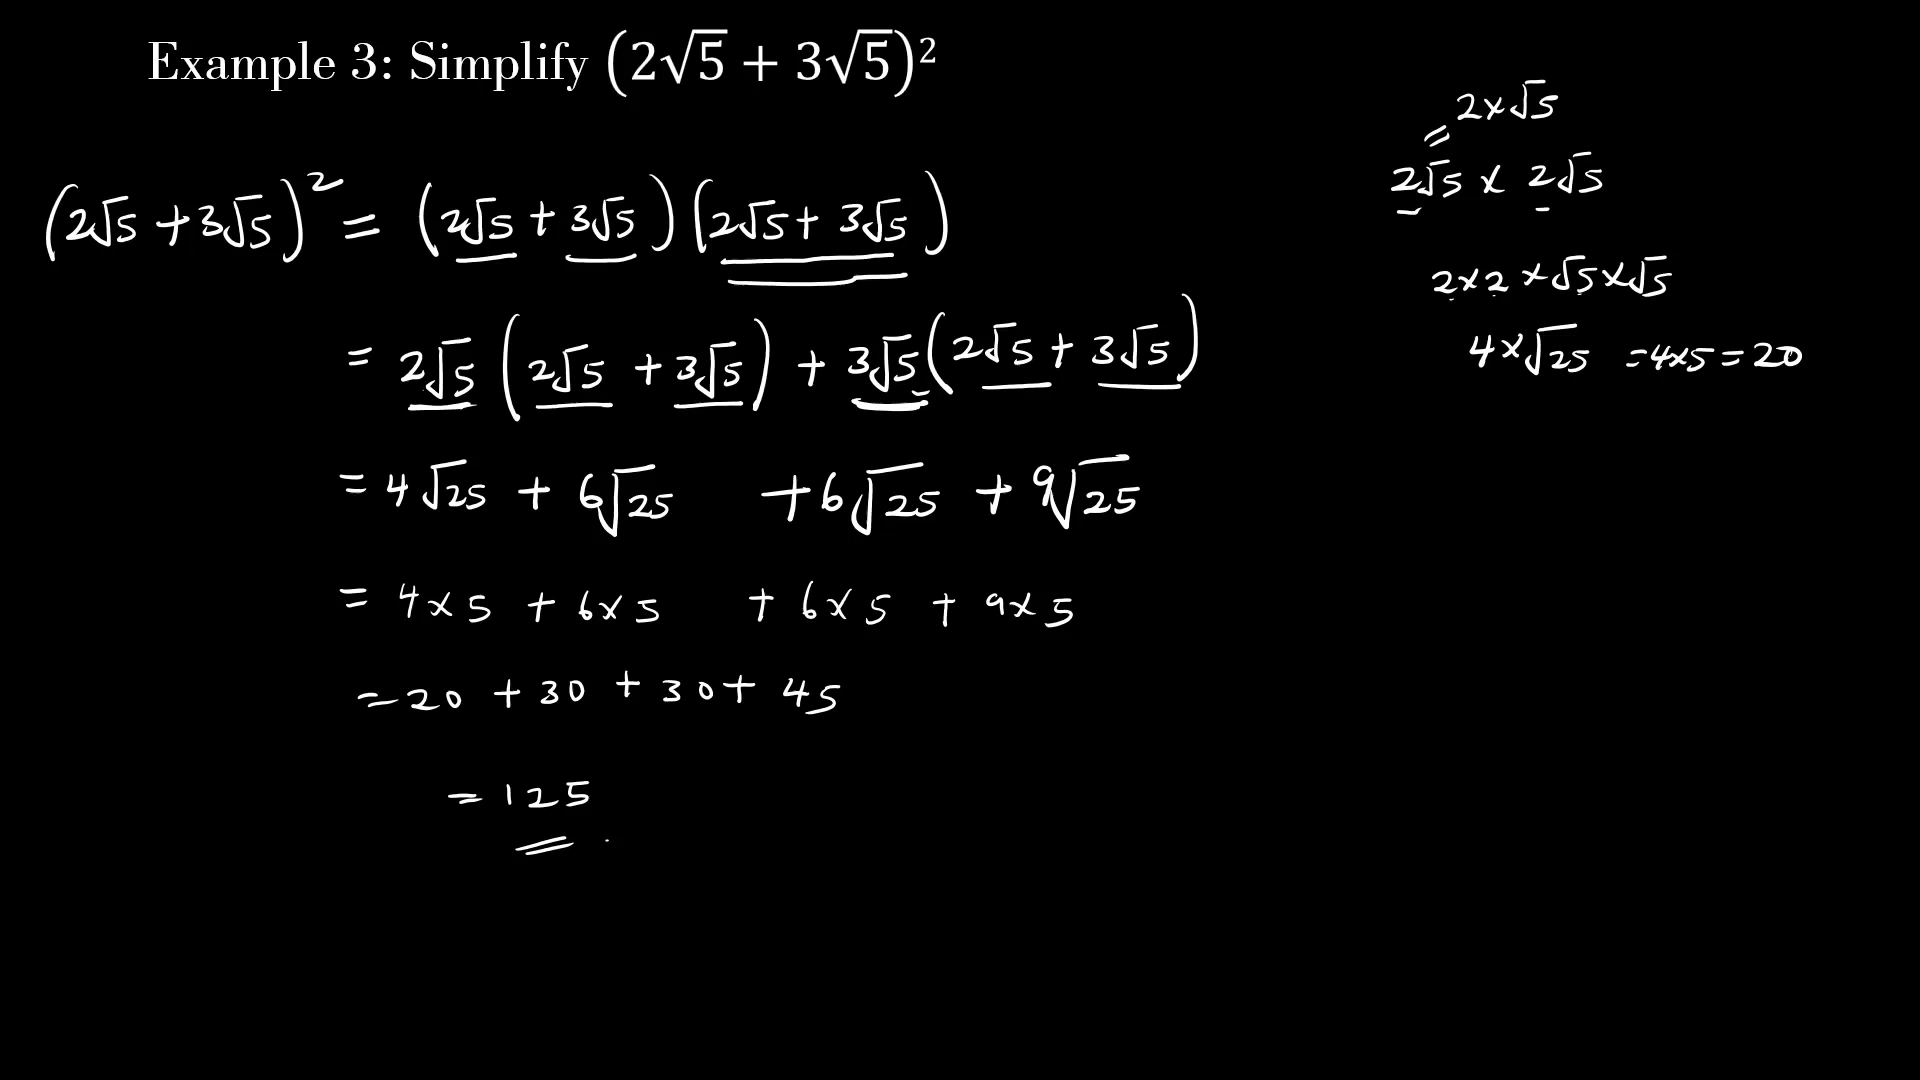 Example 3: Simplify (2√5 + 3√5)²
(2√5 + 3√5)² = (2√5 + 3√5)(2√5 + 3√5)
= 2√5 (2√5 + 3√5) + 3√5 (2√5 + 3√5)
= 4√25 + 6√25 + 6√25 + 9√25
= 4×5 + 6×5 + 6×5 + 9×5
= 20 + 30 + 30 + 45
= 125
2×√5
=
2√5 × 2√5
2×2 ×√5×√5
4×√25 = 4×5 = 20